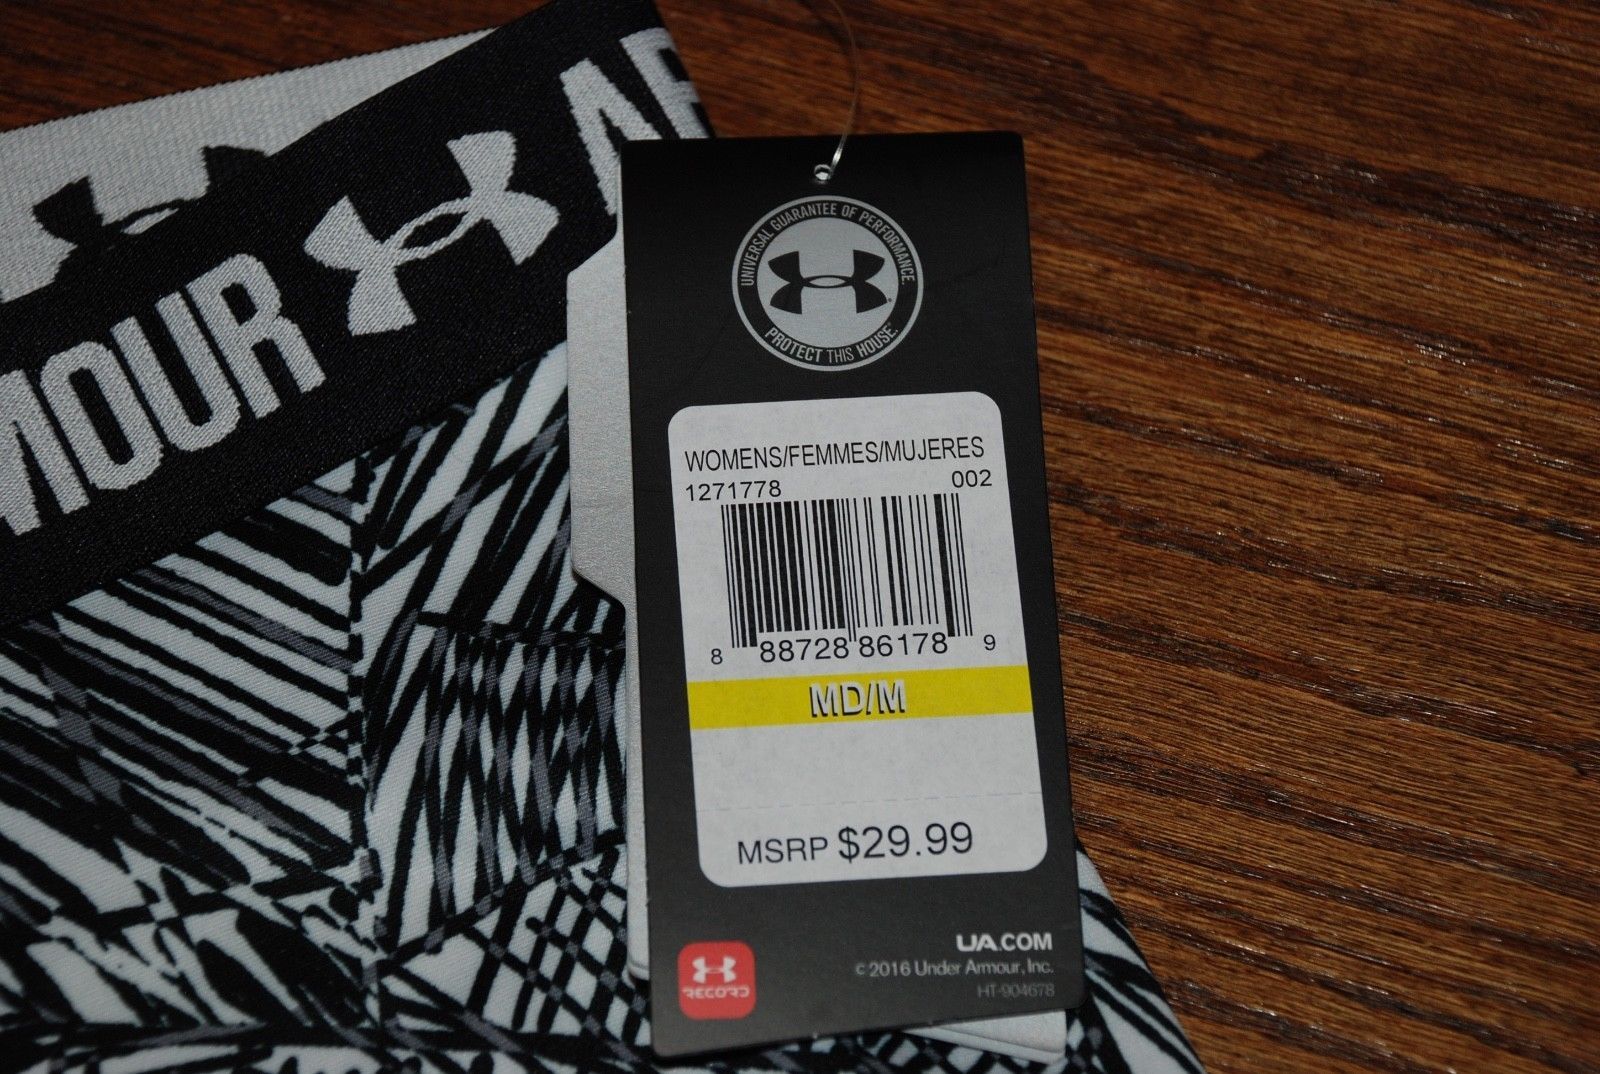 MOUR
AR
UNIVERSAL GUARANTEE OF PERFORMANCE.
PROTECT THIS HOUSE.
WOMENS/FEMMES/MUJERES
1271778 002
8 88728 86178 9
MD/M
MSRP $29.99
UA.COM
© 2016 Under Armour, Inc.
HT-904678
RECORD